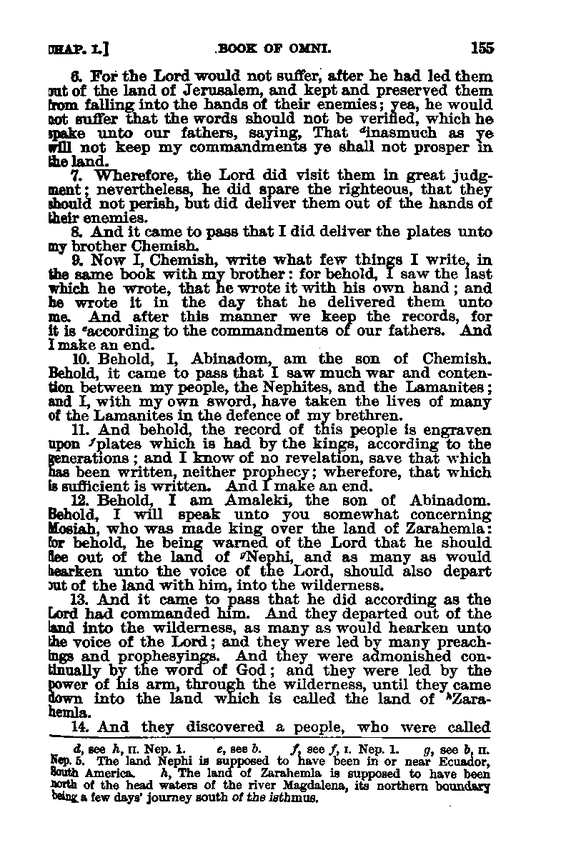 CHAP. I.] BOOK OF OMNI. 155
6. For the Lord would not suffer, after he had led them
out of the land of Jerusalem, and kept and preserved them
from falling into the hands of their enemies; yea, he would
not suffer that the words should not be verified, which he
spake unto our fathers, saying, That dinasmuch as ye
will not keep my commandments ye shall not prosper in
the land.
7. Wherefore, the Lord did visit them in great judg-
ment; nevertheless, he did spare the righteous, that they
should not perish, but did deliver them out of the hands of
their enemies.
8. And it came to pass that I did deliver the plates unto
my brother Chemish.
9. Now I, Chemish, write what few things I write, in
the same book with my brother: for behold, I saw the last
which he wrote, that he wrote it with his own hand; and
he wrote it in the day that he delivered them unto
me. And after this manner we keep the records, for
it is eaccording to the commandments of our fathers. And
I make an end.
10. Behold, I, Abinadom, am the son of Chemish.
Behold, it came to pass that I saw much war and conten-
tion between my people, the Nephites, and the Lamanites;
and I, with my own sword, have taken the lives of many
of the Lamanites in the defence of my brethren.
11. And behold, the record of this people is engraven
upon fplates which is had by the kings, according to the
generations; and I know of no revelation, save that which
has been written, neither prophecy; wherefore, that which
is sufficient is written. And I make an end.
12. Behold, I am Amaleki, the son of Abinadom.
Behold, I will speak unto you somewhat concerning
Mosiah, who was made king over the land of Zarahemla:
for behold, he being warned of the Lord that he should
flee out of the land of gNephi, and as many as would
hearken unto the voice of the Lord, should also depart
out of the land with him, into the wilderness.
13. And it came to pass that he did according as the
Lord had commanded him. And they departed out of the
land into the wilderness, as many as would hearken unto
the voice of the Lord; and they were led by many preach-
ings and prophesyings. And they were admonished con-
tinually by the word of God; and they were led by the
power of his arm, through the wilderness, until they came
down into the land which is called the land of hZara-
hemla.
14. And they discovered a people, who were called
d, see h, II. Nep. 1. e, see b. f, see f, I. Nep. 1. g, see b, II.
Nep. 5. The land Nephi is supposed to have been in or near Ecuador,
South America. h, The land of Zarahemla is supposed to have been
north of the head waters of the river Magdalena, its northern boundary
being a few days' journey south of the isthmus.